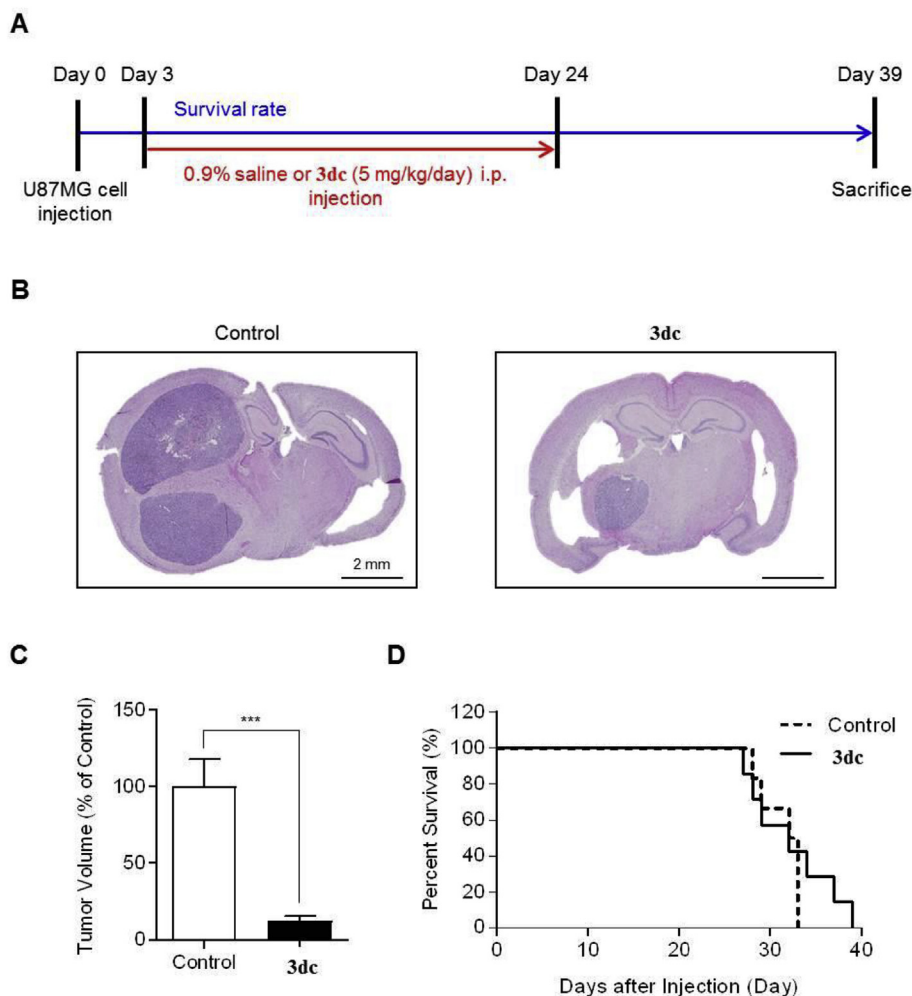 A
Day 0 Day 3 Day 24 Day 39
Survival rate
0.9% saline or 3dc (5 mg/kg/day) i.p.
injection
U87MG cell
injection
Sacrifice
B
Control
3dc
2 mm
C
Tumor Volume (% of Control)
150
100
50
0
***
Control
3dc
D
Percent Survival (%)
120
100
80
60
40
20
0
Control
3dc
0 10 20 30 40
Days after Injection (Day)